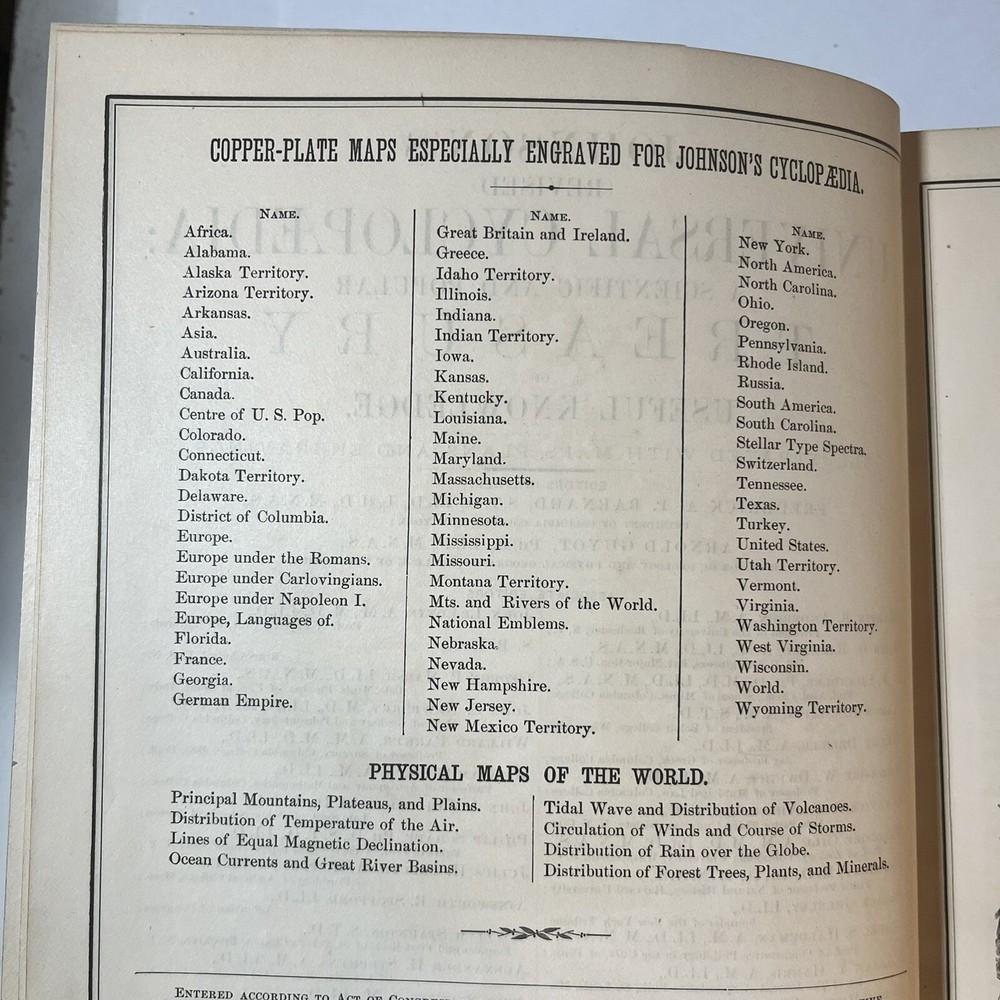 COPPER-PLATE MAPS ESPECIALLY ENGRAVED FOR JOHNSON'S CYCLOPÆDIA.
NAME.
Africa.
Alabama.
Alaska Territory.
Arizona Territory.
Arkansas.
Asia.
Australia.
California.
Canada.
Centre of U. S. Pop.
Colorado.
Connecticut.
Dakota Territory.
Delaware.
District of Columbia.
Europe.
Europe under the Romans.
Europe under Carlovingians.
Europe under Napoleon I.
Europe, Languages of.
Florida.
France.
Georgia.
German Empire.
NAME.
Great Britain and Ireland.
Greece.
Idaho Territory.
Illinois.
Indiana.
Indian Territory.
Iowa.
Kansas.
Kentucky.
Louisiana.
Maine.
Maryland.
Massachusetts.
Michigan.
Minnesota.
Mississippi.
Missouri.
Montana Territory.
Mts. and Rivers of the World.
National Emblems.
Nebraska.
Nevada.
New Hampshire.
New Jersey.
New Mexico Territory.
NAME.
New York.
North America.
North Carolina.
Ohio.
Oregon.
Pennsylvania.
Rhode Island.
Russia.
South America.
South Carolina.
Stellar Type Spectra.
Switzerland.
Tennessee.
Texas.
Turkey.
United States.
Utah Territory.
Vermont.
Virginia.
Washington Territory.
West Virginia.
Wisconsin.
World.
Wyoming Territory.
PHYSICAL MAPS OF THE WORLD.
Principal Mountains, Plateaus, and Plains.
Distribution of Temperature of the Air.
Lines of Equal Magnetic Declination.
Ocean Currents and Great River Basins.
Tidal Wave and Distribution of Volcanoes.
Circulation of Winds and Course of Storms.
Distribution of Rain over the Globe.
Distribution of Forest Trees, Plants, and Minerals.
ENTERED ACCORDING TO ACT OF